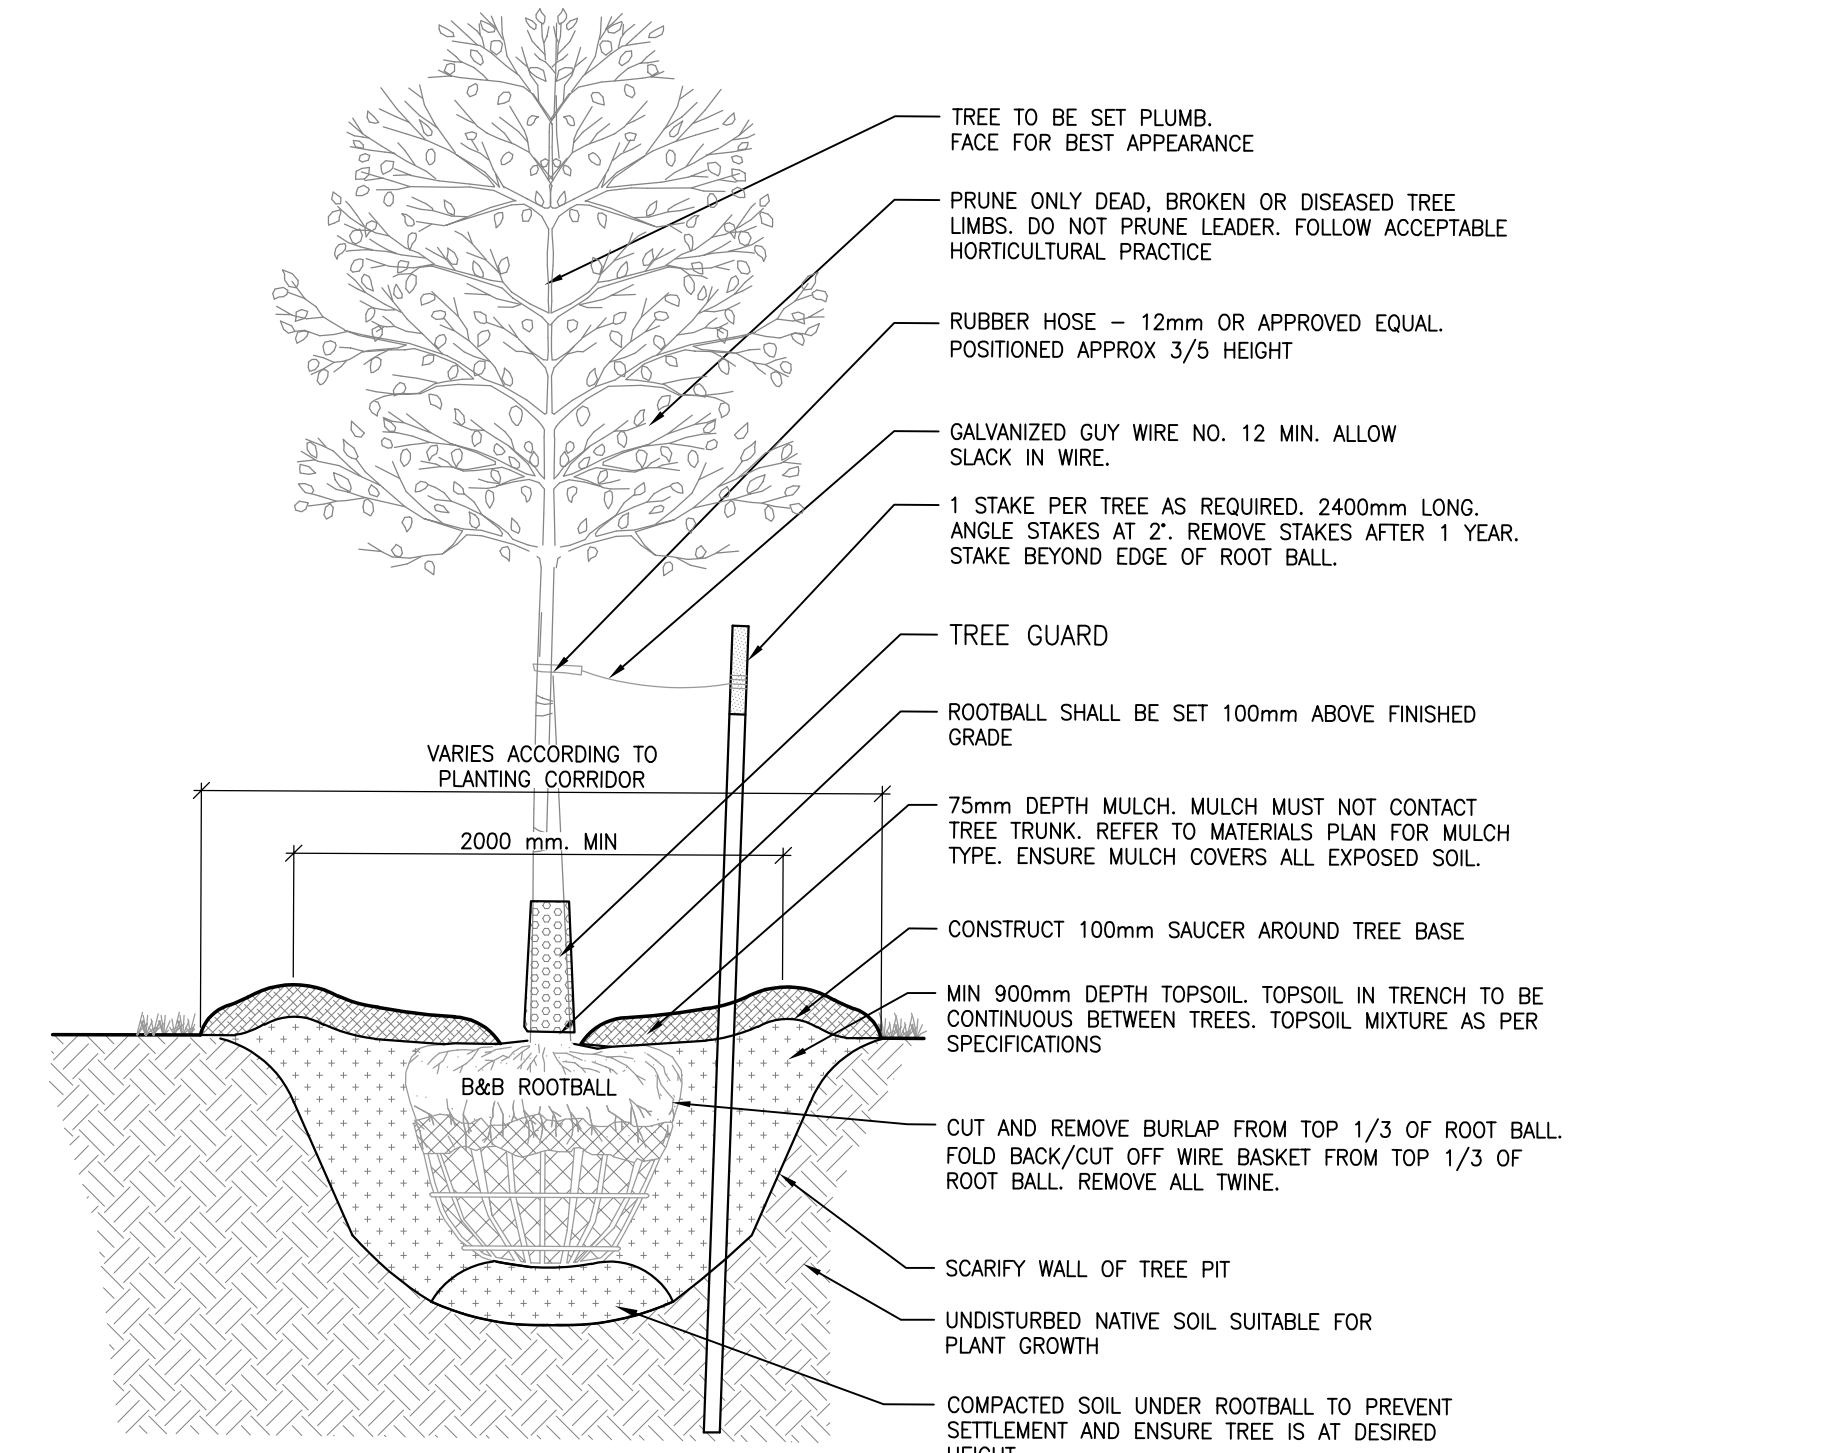 TREE TO BE SET PLUMB.
FACE FOR BEST APPEARANCE
PRUNE ONLY DEAD, BROKEN OR DISEASED TREE
LIMBS. DO NOT PRUNE LEADER. FOLLOW ACCEPTABLE
HORTICULTURAL PRACTICE
RUBBER HOSE – 12mm OR APPROVED EQUAL.
POSITIONED APPROX 3/5 HEIGHT
GALVANIZED GUY WIRE NO. 12 MIN. ALLOW
SLACK IN WIRE.
1 STAKE PER TREE AS REQUIRED. 2400mm LONG.
ANGLE STAKES AT 2°. REMOVE STAKES AFTER 1 YEAR.
STAKE BEYOND EDGE OF ROOT BALL.
TREE GUARD
ROOTBALL SHALL BE SET 100mm ABOVE FINISHED
GRADE
VARIES ACCORDING TO
PLANTING CORRIDOR
2000 mm. MIN
75mm DEPTH MULCH. MULCH MUST NOT CONTACT
TREE TRUNK. REFER TO MATERIALS PLAN FOR MULCH
TYPE. ENSURE MULCH COVERS ALL EXPOSED SOIL.
CONSTRUCT 100mm SAUCER AROUND TREE BASE
MIN 900mm DEPTH TOPSOIL. TOPSOIL IN TRENCH TO BE
CONTINUOUS BETWEEN TREES. TOPSOIL MIXTURE AS PER
SPECIFICATIONS
B&B ROOTBALL
CUT AND REMOVE BURLAP FROM TOP 1/3 OF ROOT BALL.
FOLD BACK/CUT OFF WIRE BASKET FROM TOP 1/3 OF
ROOT BALL. REMOVE ALL TWINE.
SCARIFY WALL OF TREE PIT
UNDISTURBED NATIVE SOIL SUITABLE FOR
PLANT GROWTH
COMPACTED SOIL UNDER ROOTBALL TO PREVENT
SETTLEMENT AND ENSURE TREE IS AT DESIRED